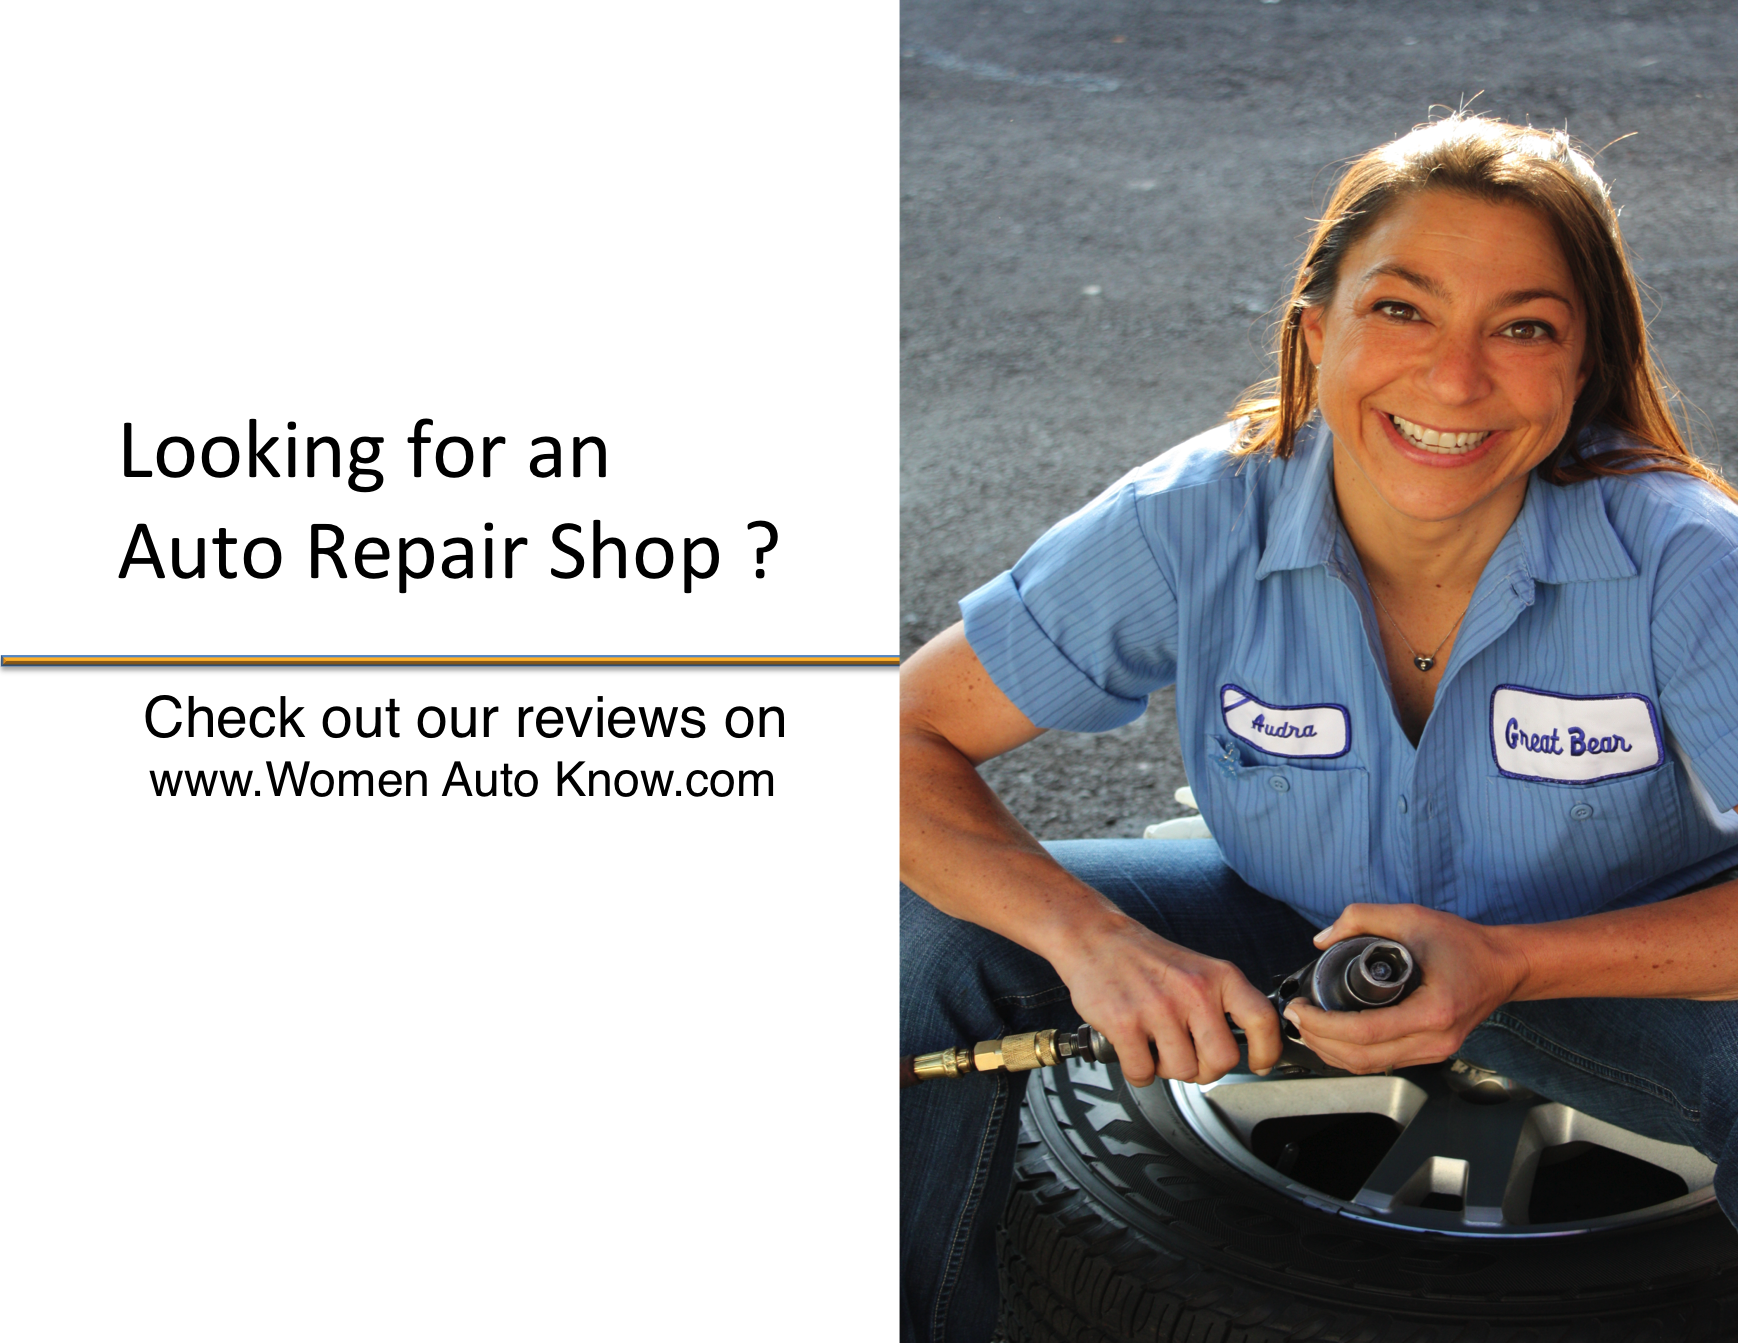 Looking for an
Auto Repair Shop ?
Check out our reviews on
www.Women Auto Know.com
Audra
Great Bear